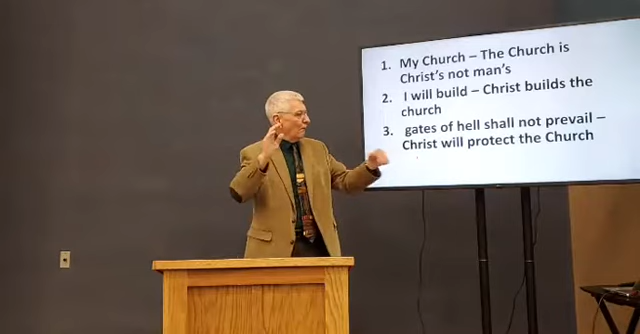 1. My Church – The Church is
Christ's not man's
2. I will build – Christ builds the
church
3. gates of hell shall not prevail –
Christ will protect the Church